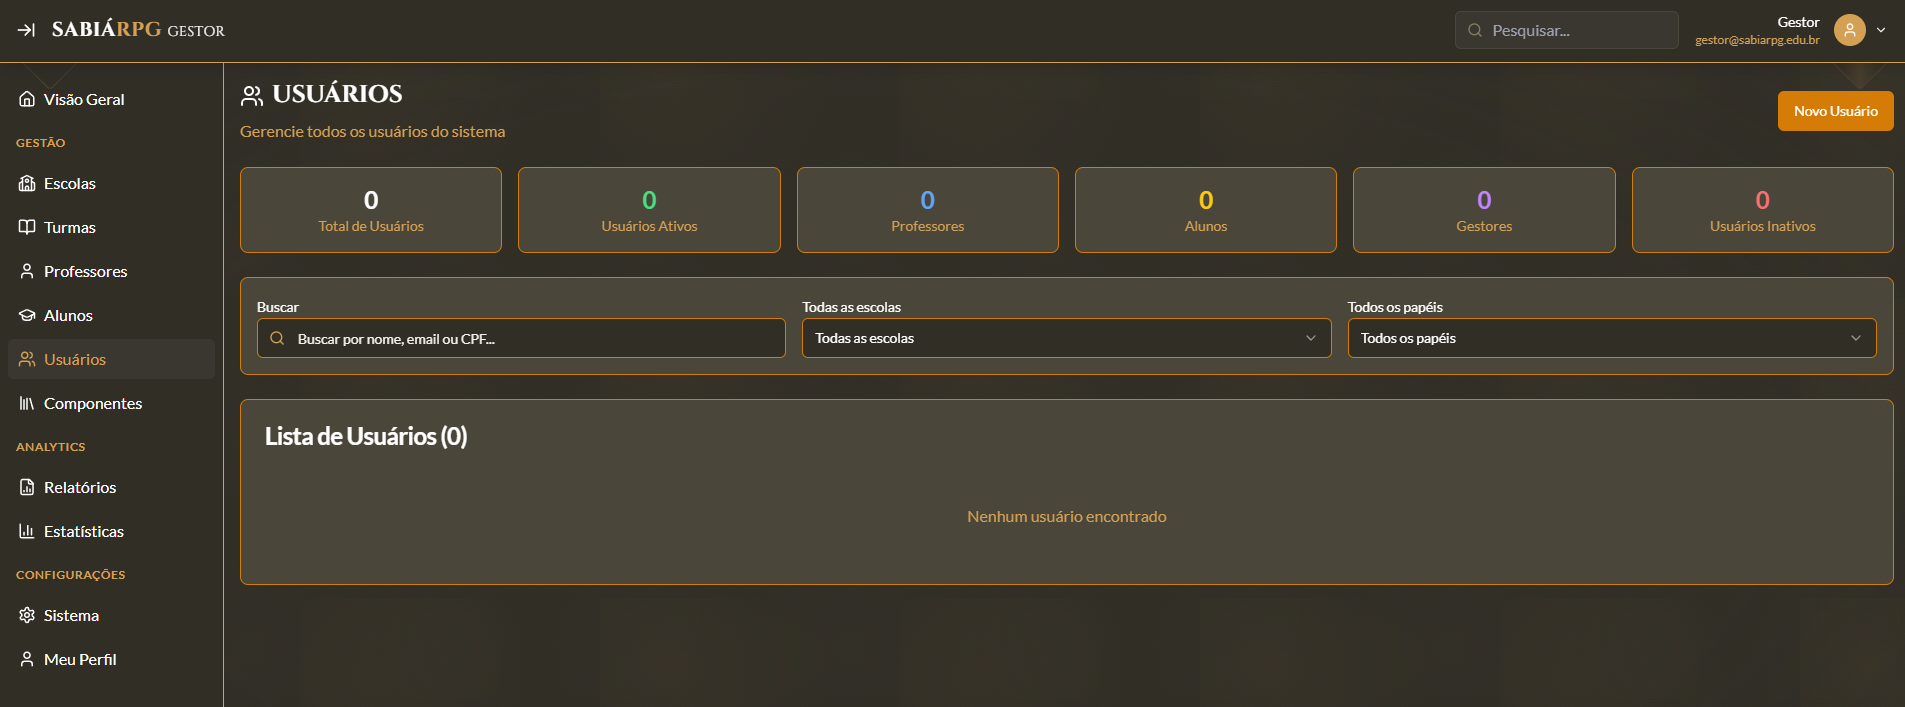 SABIÁRPG GESTOR
Pesquisar...
Gestor
gestor@sabiarpg.edu.br
Visão Geral
GESTÃO
Escolas
Turmas
Professores
Alunos
Usuários
Componentes
ANALYTICS
Relatórios
Estatísticas
CONFIGURAÇÕES
Sistema
Meu Perfil
USUÁRIOS
Gerencie todos os usuários do sistema
Novo Usuário
0
Total de Usuários
0
Usuários Ativos
0
Professores
0
Alunos
0
Gestores
0
Usuários Inativos
Buscar
Buscar por nome, email ou CPF...
Todas as escolas
Todas as escolas
Todos os papéis
Todos os papéis
Lista de Usuários (0)
Nenhum usuário encontrado